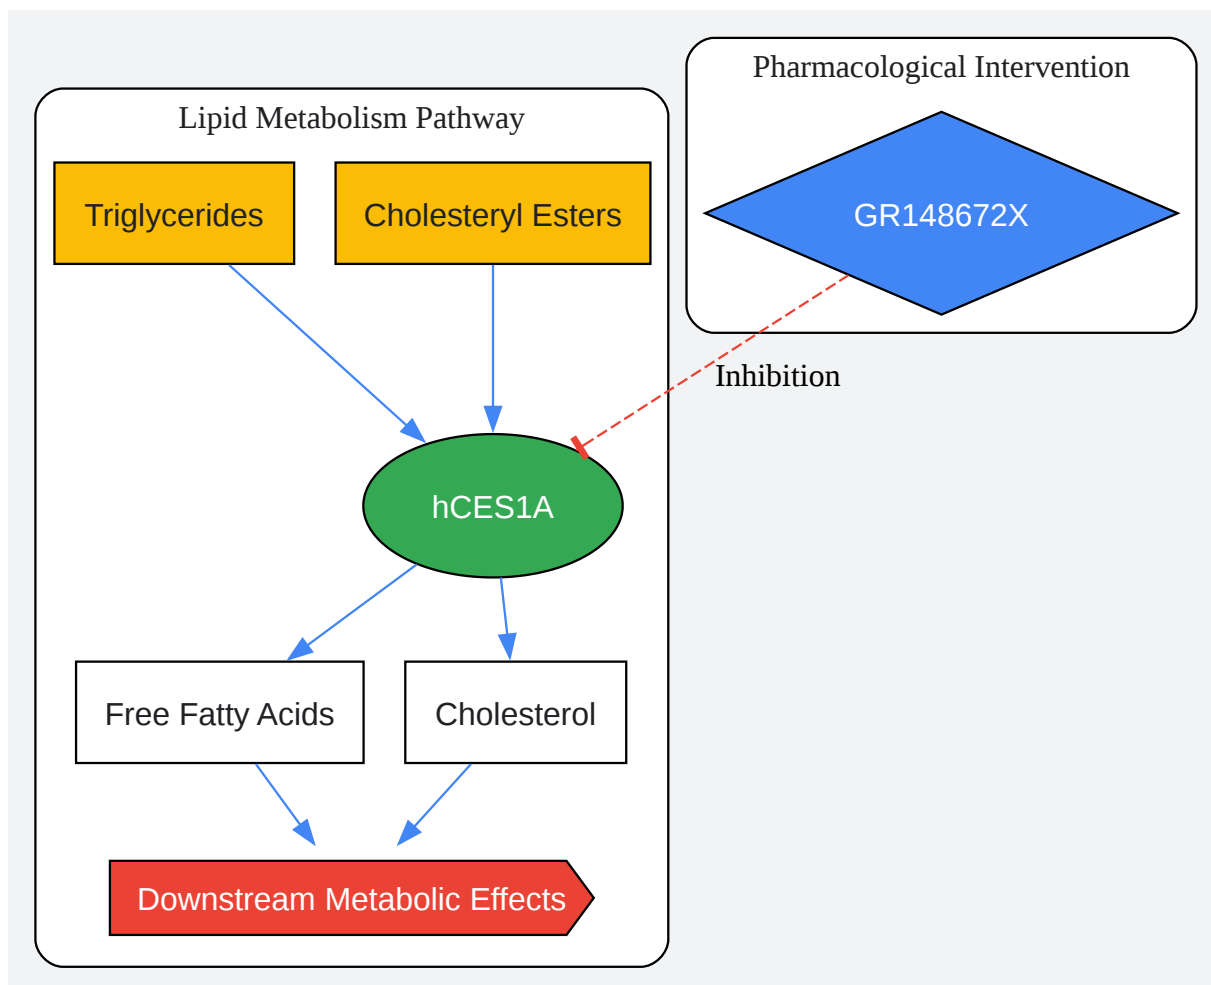 Pharmacological Intervention
GR148672X
Lipid Metabolism Pathway
Triglycerides
Cholesteryl Esters
Inhibition
hCES1A
Free Fatty Acids
Cholesterol
Downstream Metabolic Effects